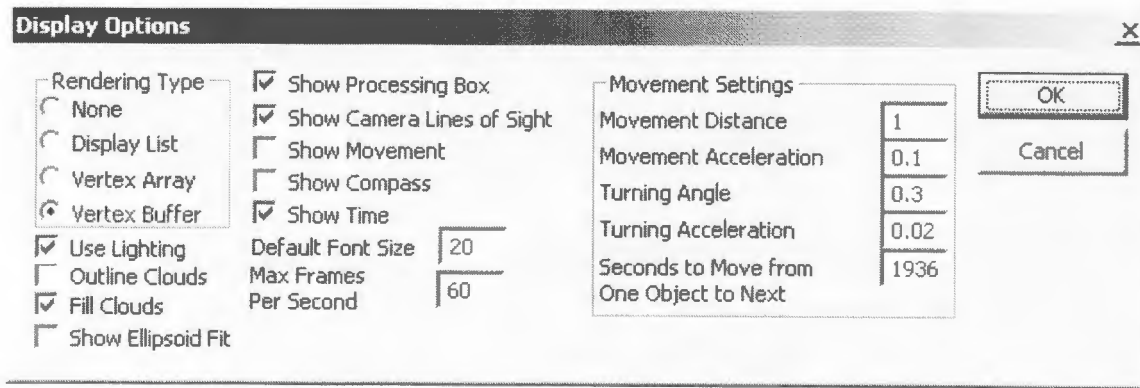 Display Options
X
Rendering Type
None
Display List
Vertex Array
Vertex Buffer
Use Lighting
Outline Clouds
Fill Clouds
Show Ellipsoid Fit
Show Processing Box
Show Camera Lines of Sight
Show Movement
Show Compass
Show Time
Default Font Size 20
Max Frames
Per Second 60
Movement Settings
Movement Distance 1
Movement Acceleration 0.1
Turning Angle 0.3
Turning Acceleration 0.02
Seconds to Move from 1936
One Object to Next
OK
Cancel